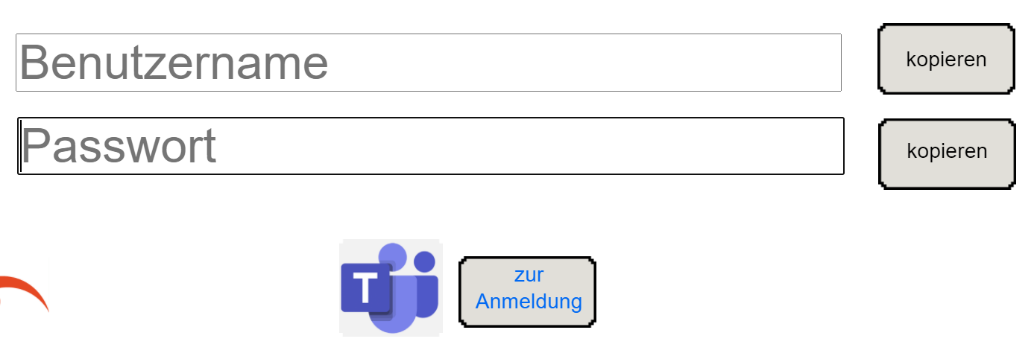 Benutzername
kopieren
Passwort
kopieren
T
zur
Anmeldung